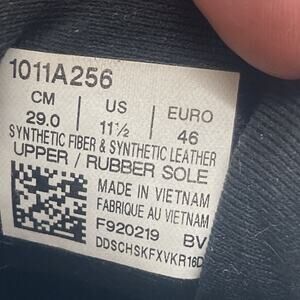 1011A256
CM | US | EURO
29.0 | 11½ | 46
SYNTHETIC FIBER & SYNTHETIC LEATHER
UPPER / RUBBER SOLE
MADE IN VIETNAM
FABRIQUE AU VIETNAM
F920219 BV
DDSCHSKFXVKR16D